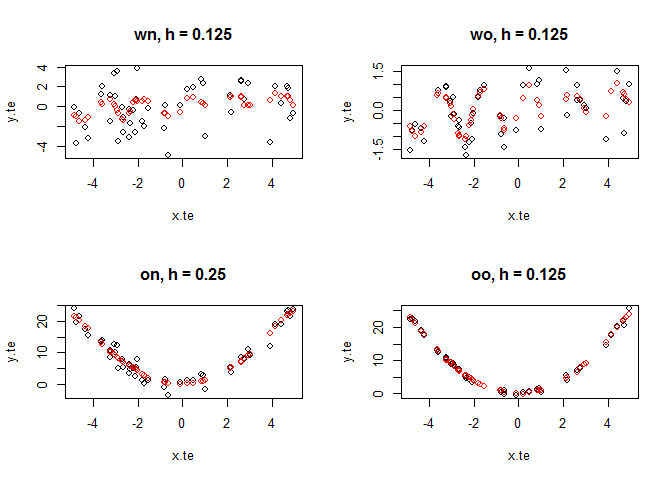 wn, h = 0.125
y.te
4
2
0
-4
-4 -2 0 2 4
x.te
wo, h = 0.125
y.te
1.5
0.0
-1.5
-4 -2 0 2 4
x.te
on, h = 0.25
y.te
20
10
0
-4 -2 0 2 4
x.te
oo, h = 0.125
y.te
20
10
0
-4 -2 0 2 4
x.te